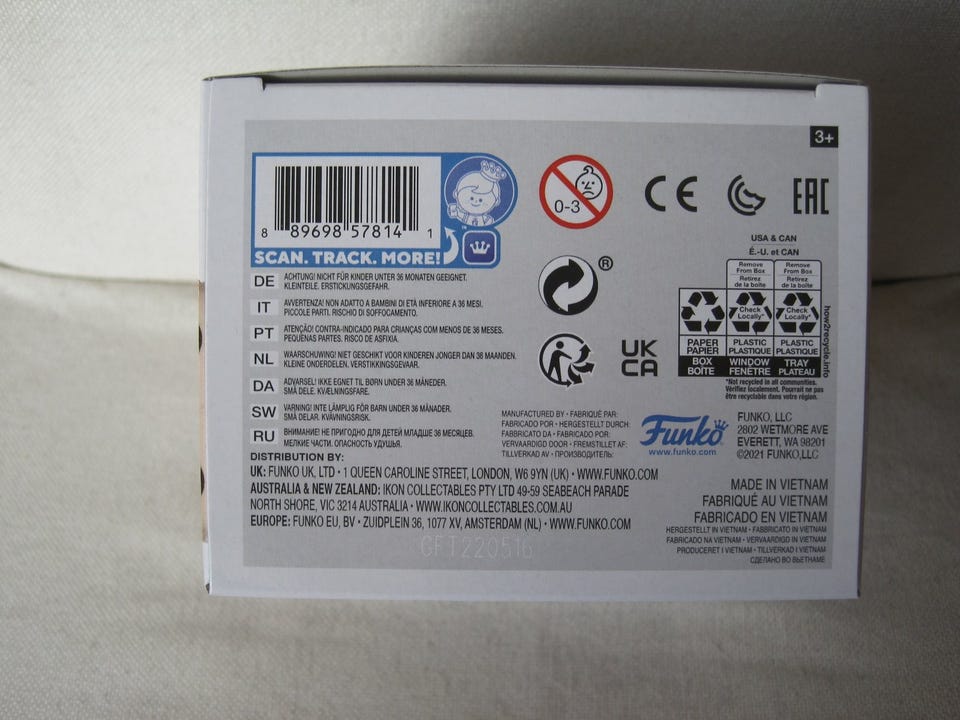 3+
8 89698 57814 1
SCAN. TRACK. MORE!
™
0-3
CE
EAC
®
UK
CA
USA & CAN
É.-U. et CAN
Remove From Box
Retirez de la boîte
Remove From Box
Retirez de la boîte
Check Locally*
Check Locally*
PAPER
PAPIER
BOX
BOÎTE
PLASTIC
PLASTIQUE
WINDOW
FENÊTRE
PLASTIC
PLASTIQUE
TRAY
PLATEAU
how2recycle.info
*Not recycled in all communities.
Vérifiez localement. Pourrait ne pas
être recyclable dans votre région.
DE ACHTUNG! NICHT FÜR KINDER UNTER 36 MONATEN GEEIGNET.
KLEINTEILE. ERSTICKUNGSGEFAHR.
IT AVVERTENZA! NON ADATTO A BAMBINI DI ETÀ INFERIORE A 36 MESI.
PICCOLE PARTI. RISCHIO DI SOFFOCAMENTO.
PT ATENÇÃO! CONTRA-INDICADO PARA CRIANÇAS COM MENOS DE 36 MESES.
PEQUENAS PARTES. RISCO DE ASFIXIA.
NL WAARSCHUWING! NIET GESCHIKT VOOR KINDEREN JONGER DAN 36 MAANDEN.
KLEINE ONDERDELEN. VERSTIKKINGSGEVAAR.
DA ADVARSEL! IKKE EGNET TIL BØRN UNDER 36 MÅNEDER.
SMÅ DELE. KVÆLNINGSFARE.
SW VARNING! INTE LÄMPLIG FÖR BARN UNDER 36 MÅNADER.
SMÅ DELAR. KVÄVNINGSRISK.
RU ВНИМАНИЕ! НЕ ПРИГОДНО ДЛЯ ДЕТЕЙ МЛАДШЕ 36 МЕСЯЦЕВ.
МЕЛКИЕ ЧАСТИ. ОПАСНОСТЬ УДУШЬЯ.
MANUFACTURED BY • FABRIQUÉ PAR:
FABRICADO POR • HERGESTELLT DURCH:
FABBRICATO DA • FABRICADO POR:
VERVAARDIGD DOOR • FREMSTILLET AF:
TILLVERKAD AV • ПРОИЗВОДИТЕЛЬ:
Funko
www.funko.com
FUNKO, LLC
2802 WETMORE AVE
EVERETT, WA 98201
©2021 FUNKO,LLC
DISTRIBUTION BY:
UK: FUNKO UK, LTD • 1 QUEEN CAROLINE STREET, LONDON, W6 9YN (UK) • WWW.FUNKO.COM
AUSTRALIA & NEW ZEALAND: IKON COLLECTABLES PTY LTD 49-59 SEABEACH PARADE
NORTH SHORE, VIC 3214 AUSTRALIA • WWW.IKONCOLLECTABLES.COM.AU
EUROPE: FUNKO EU, BV • ZUIDPLEIN 36, 1077 XV, AMSTERDAM (NL) • WWW.FUNKO.COM
GFT220516
MADE IN VIETNAM
FABRIQUÉ AU VIETNAM
FABRICADO EN VIETNAM
HERGESTELLT IN VIETNAM • FABBRICATO IN VIETNAM
FABRICADO NA VIETNAM • VERVAARDIGD IN VIETNAM
PRODUCERET I VIETNAM • TILLVERKAD I VIETNAM
СДЕЛАНО ВО ВЬЕТНАМЕ